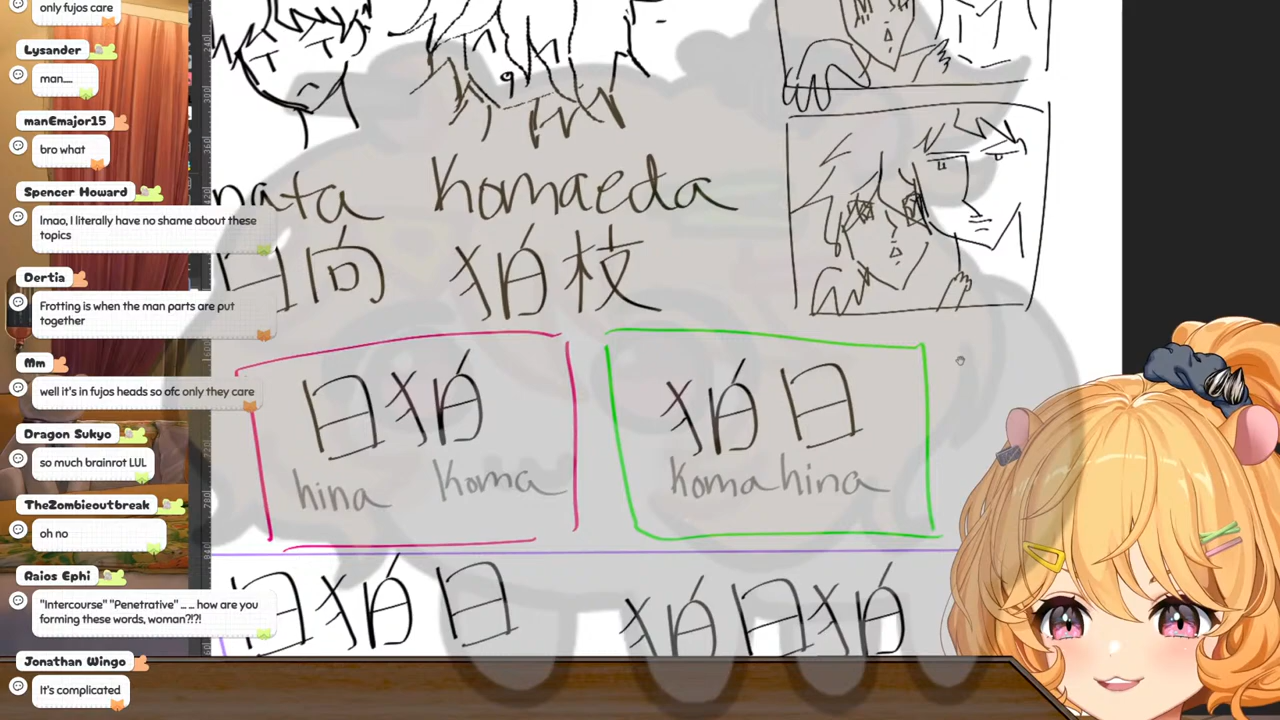 only fujos care
Lysander
man....
manEmajor15
bro what
Spencer Howard
lmao, I literally have no shame about these
topics
Dertia
Frotting is when the man parts are put
together
Mm
well it's in fujos heads so ofc only they care
Dragon Sukyo
so much brainrot LUL
TheZombieoutbreak
oh no
Raios Ephi
"Intercourse" "Penetrative" _ _ how are you
forming these words, woman?!?!
Jonathan Wingo
It's complicated
nata Komaeda
日向 狛枝
日狛 狛日
hina Koma Komahina
日狛日 狛日狛